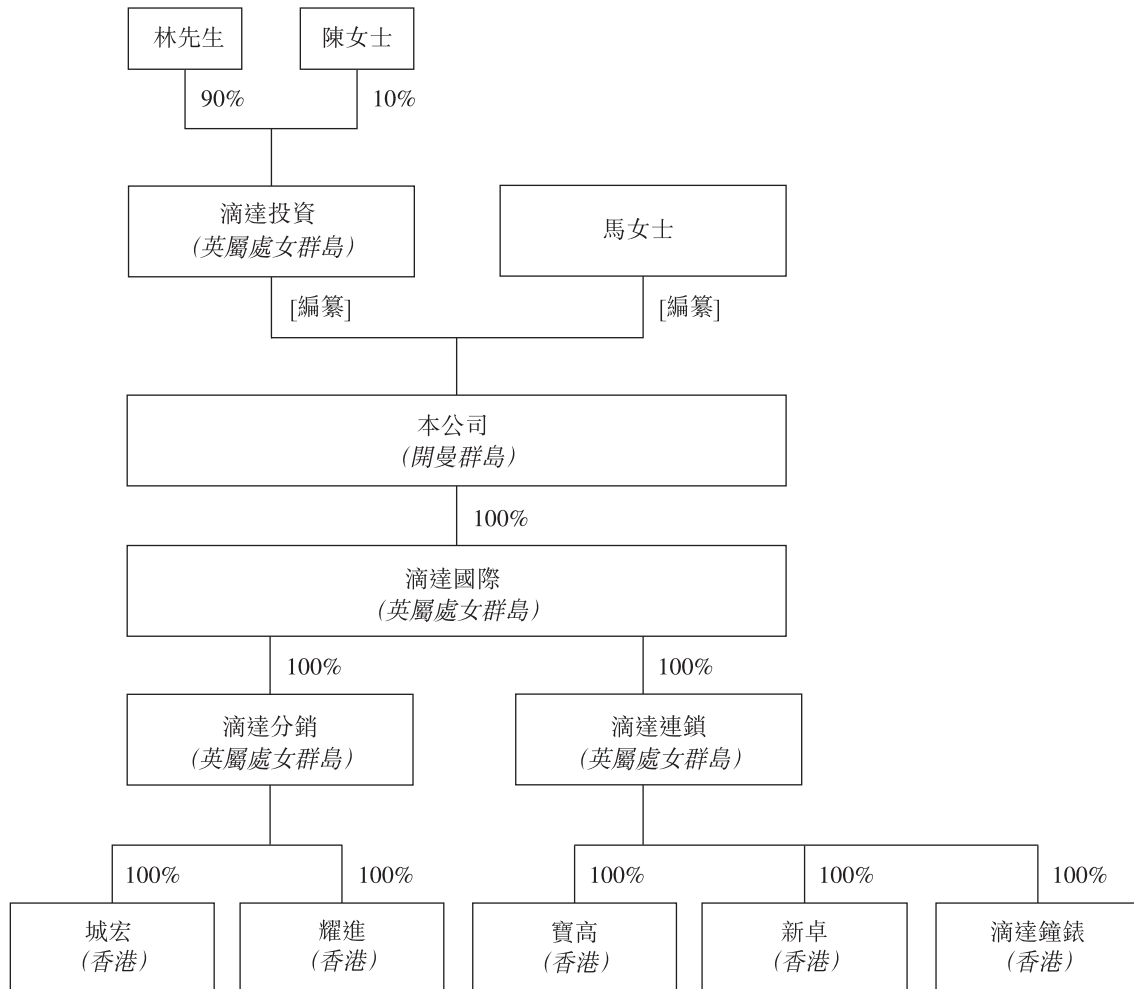 林先生
陳女士
90%
10%
滴達投資
(英屬處女群島)
馬女士
[編纂]
[編纂]
本公司
(開曼群島)
100%
滴達國際
(英屬處女群島)
100%
100%
滴達分銷
(英屬處女群島)
滴達連鎖
(英屬處女群島)
100%
100%
100%
100%
100%
城宏
(香港)
耀進
(香港)
寶高
(香港)
新卓
(香港)
滴達鐘錶
(香港)